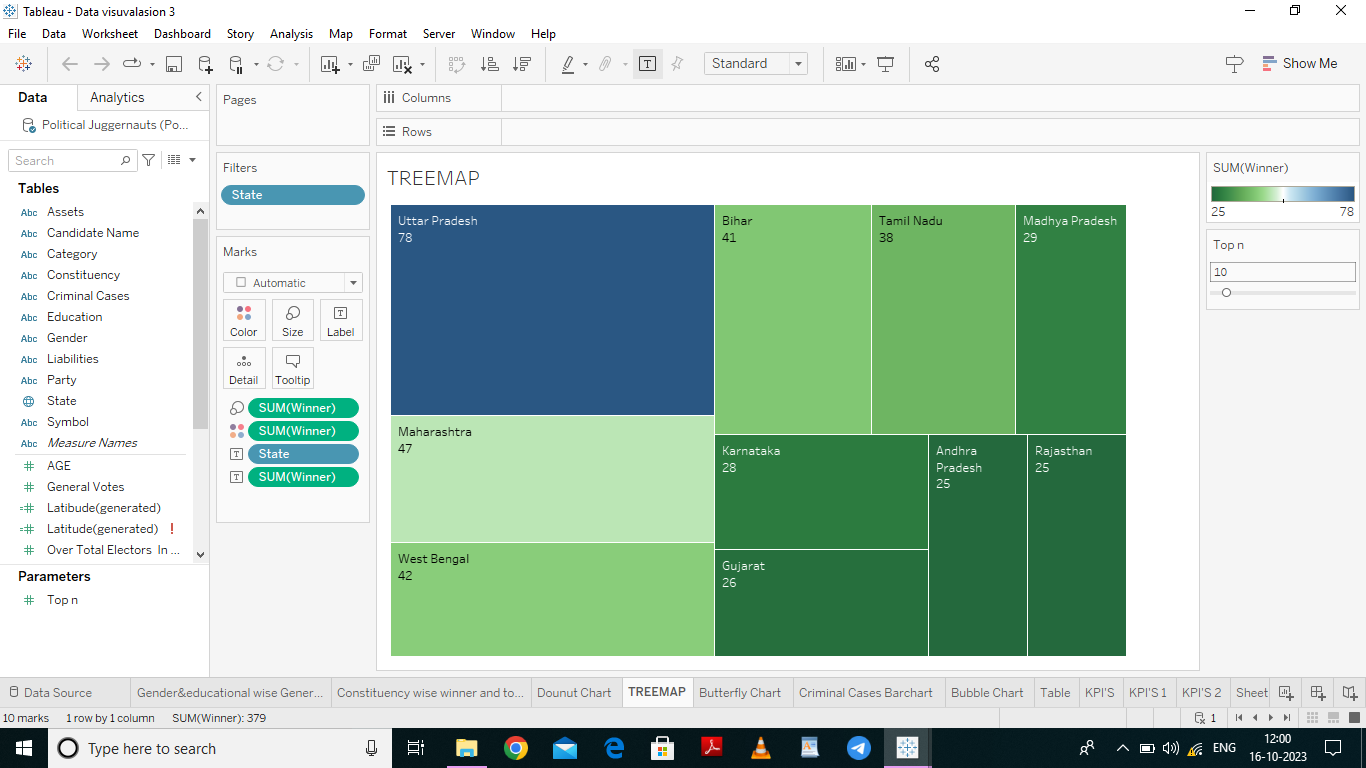 Tableau - Data visuvalasion 3
File Data Worksheet Dashboard Story Analysis Map Format Server Window Help
Standard
Show Me
Data Analytics
Political Juggernauts (Po...
Search
Tables
Abc Assets
Abc Candidate Name
Abc Category
Abc Constituency
Abc Criminal Cases
Abc Education
Abc Gender
Abc Liabilities
Abc Party
State
Abc Symbol
Abc Measure Names
# AGE
# General Votes
=# Latibude(generated)
=# Latitude(generated) !
# Over Total Electors In ...
Parameters
# Top n
Pages
Filters
State
Marks
Automatic
Color Size Label
Detail Tooltip
SUM(Winner)
SUM(Winner)
State
SUM(Winner)
Columns
Rows
TREEMAP
Uttar Pradesh
78
Maharashtra
47
West Bengal
42
Bihar
41
Tamil Nadu
38
Madhya Pradesh
29
Karnataka
28
Gujarat
26
Andhra
Pradesh
25
Rajasthan
25
SUM(Winner)
25 78
Top n
10
Data Source Gender&educational wise Gener... Constituency wise winner and to... Dounut Chart TREEMAP Butterfly Chart Criminal Cases Barchart Bubble Chart Table KPI'S KPI'S 1 KPI'S 2 Sheet
10 marks 1 row by 1 column SUM(Winner): 379 1
Type here to search
ENG
12:00
16-10-2023